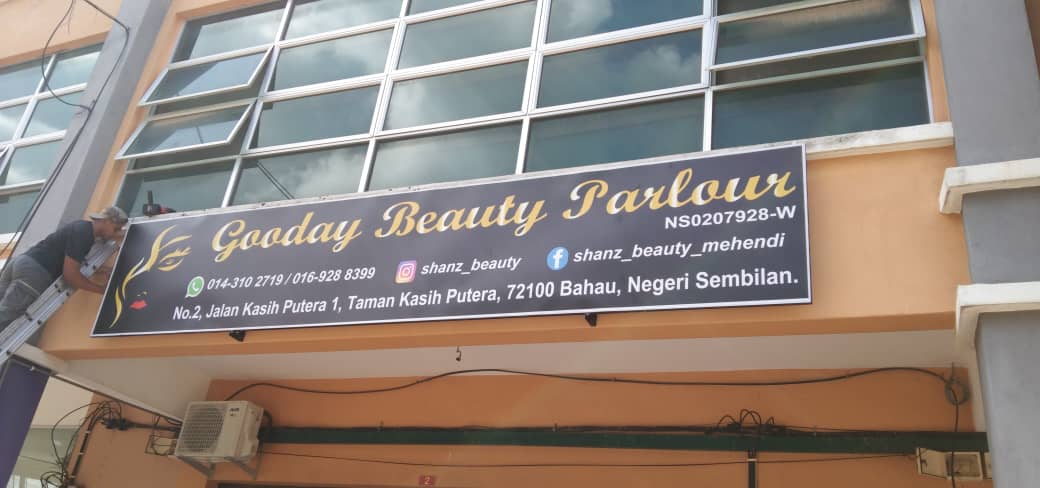 Gooday Beauty Parlour
NS0207928-W
014-310 2719 / 016-928 8399 shanz_beauty shanz_beauty_mehendi
No.2, Jalan Kasih Putera 1, Taman Kasih Putera, 72100 Bahau, Negeri Sembilan.
2